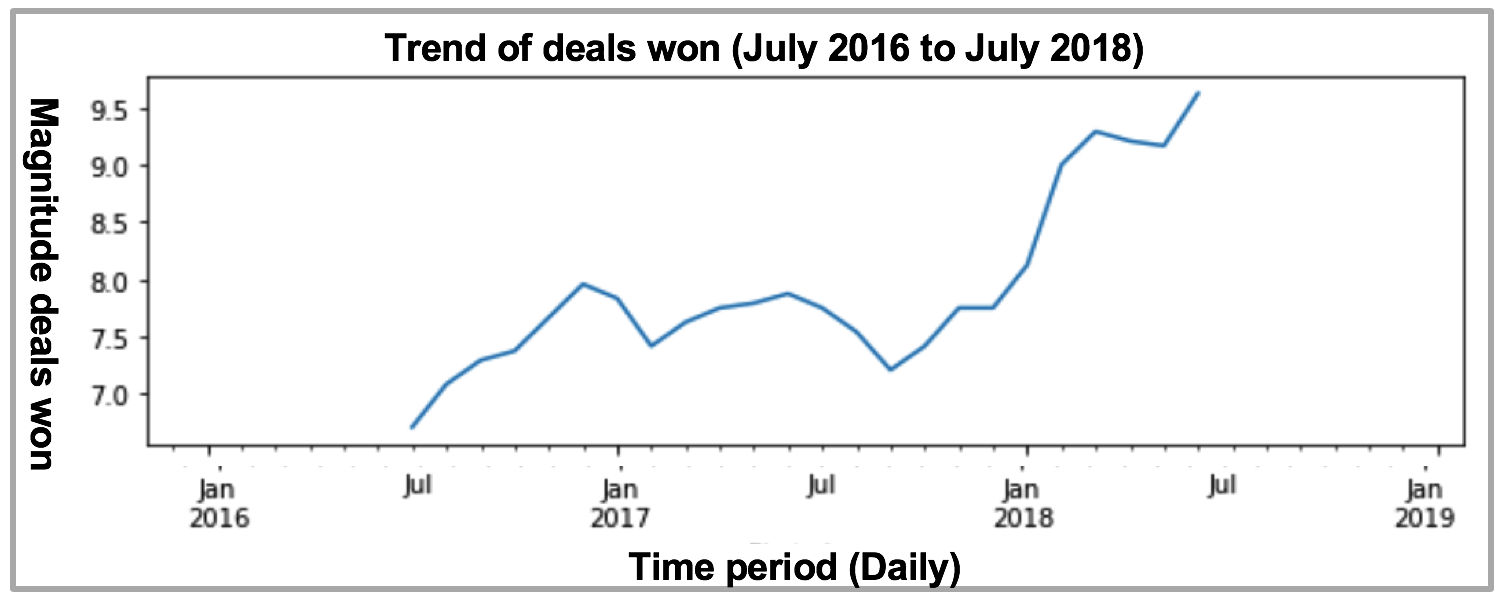 Trend of deals won (July 2016 to July 2018)
Magnitude deals won
9.5
9.0
8.5
8.0
7.5
7.0
Jan Jul Jan Jul Jan Jul Jan
2016 2017 2018 2019
Time period (Daily)